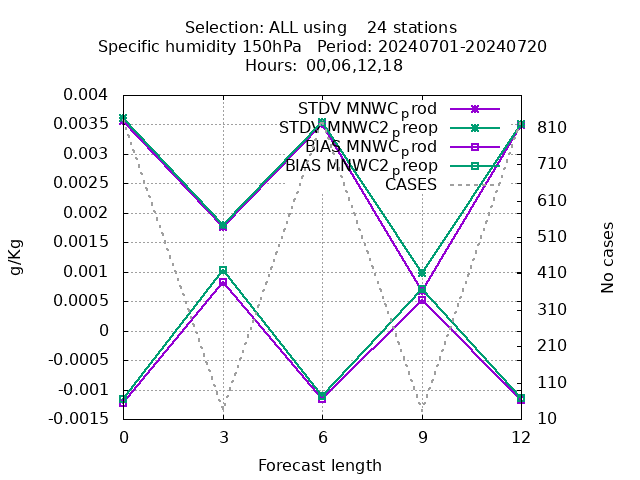 Selection: ALL using    24 stations
Specific humidity 150hPa   Period: 20240701-20240720
Hours: 00,06,12,18
0.004
0.0035
0.003
0.0025
0.002
0.0015
0.001
0.0005
0
-0.0005
-0.001
-0.0015
g/Kg
STDV MNWC_prod
STDV MNWC2_preop
BIAS MNWC_prod
BIAS MNWC2_preop
CASES
810
710
610
510
410
310
210
110
10
No cases
0 3 6 9 12
Forecast length